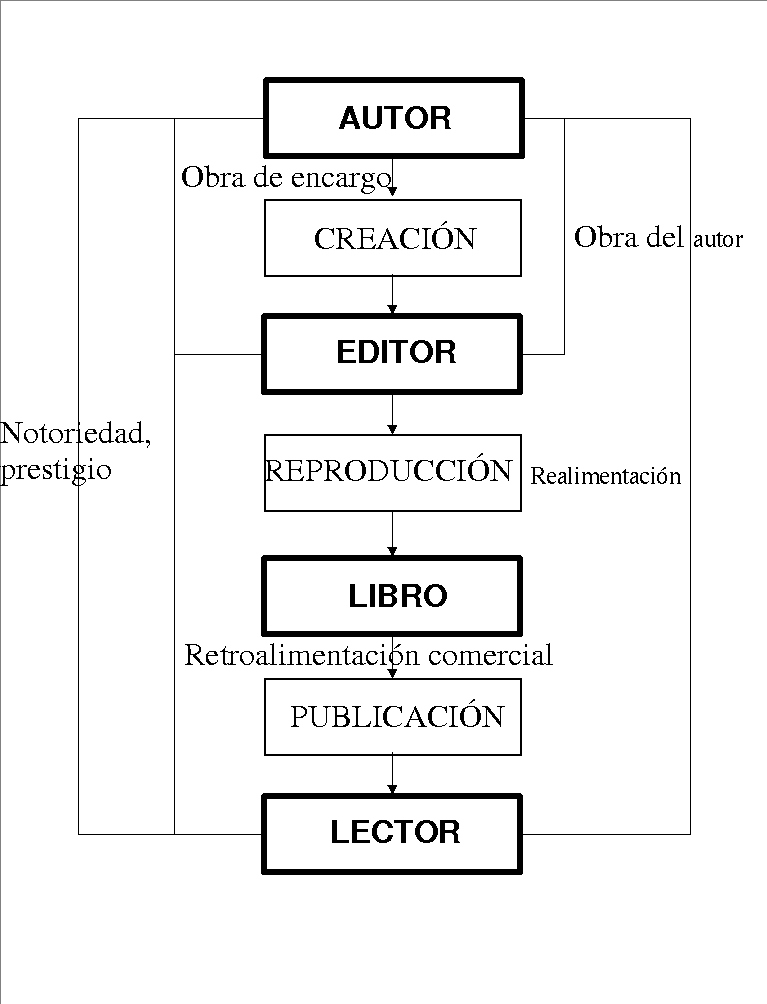 AUTOR
Obra de encargo
CREACIÓN
Obra del autor
EDITOR
Notoriedad,
prestigio
REPRODUCCIÓN
Realimentación
LIBRO
Retroalimentación comercial
PUBLICACIÓN
LECTOR